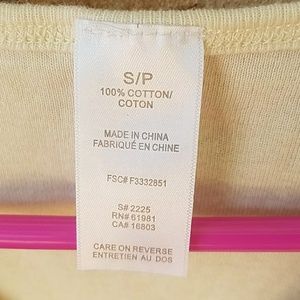 S/P
100% COTTON/
COTON
MADE IN CHINA
FABRIQUÉ EN CHINE
FSC# F3332851
S# 2225
RN# 61981
CA# 16803
CARE ON REVERSE
ENTRETIEN AU DOS